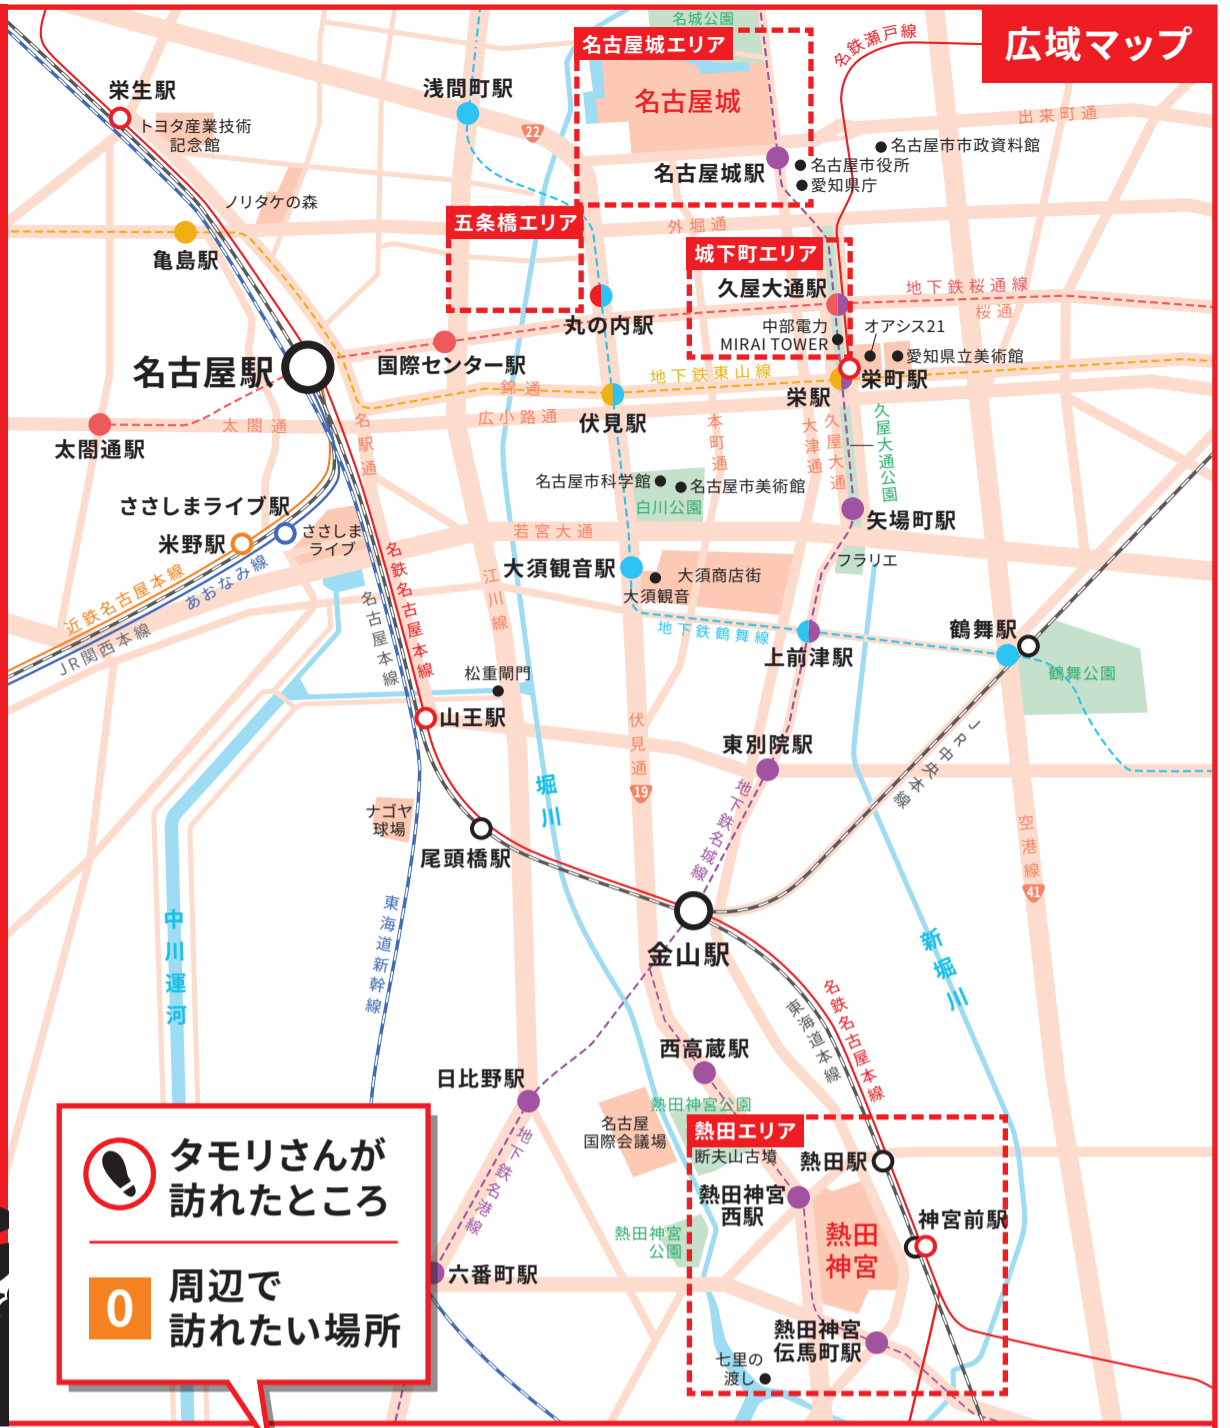 広域マップ
名城公園
名古屋城エリア
名鉄瀬戸線
栄生駅
浅間町駅
名古屋城
トヨタ産業技術
記念館
22
出来町通
名古屋市市政資料館
名古屋城駅
名古屋市役所
愛知県庁
ノリタケの森
五条橋エリア
外堀通
亀島駅
城下町エリア
久屋大通駅
地下鉄桜通線
桜通
丸の内駅
中部電力
MIRAI TOWER
オアシス21
愛知県立美術館
名古屋駅
国際センター駅
地下鉄東山線
栄町駅
錦通
栄駅
広小路通
伏見駅
太閤通
太閤通駅
名駅通
本町通
大津通
久屋大通
久屋大通公園
名古屋市科学館
名古屋市美術館
白川公園
ささしまライブ駅
ささしま
ライブ
米野駅
矢場町駅
若宮大通
フラリエ
大須観音駅
大須商店街
大須観音
近鉄名古屋本線
あおなみ線
JR関西本線
名鉄名古屋本線
名古屋本線
江川線
地下鉄鶴舞線
上前津駅
鶴舞駅
鶴舞公園
松重閘門
山王駅
伏見通
19
東別院駅
JR中央本線
堀川
地下鉄名城線
ナゴヤ
球場
尾頭橋駅
空港線
41
中川運河
東海道新幹線
金山駅
新堀川
東海道本線
名鉄名古屋本線
西高蔵駅
日比野駅
熱田神宮公園
名古屋
国際会議場
熱田エリア
断夫山古墳
熱田駅
地下鉄名港線
熱田神宮
西駅
神宮前駅
熱田神宮
公園
熱田
神宮
六番町駅
熱田神宮
伝馬町駅
七里の
渡し
タモリさんが
訪れたところ
0
周辺で
訪れたい場所